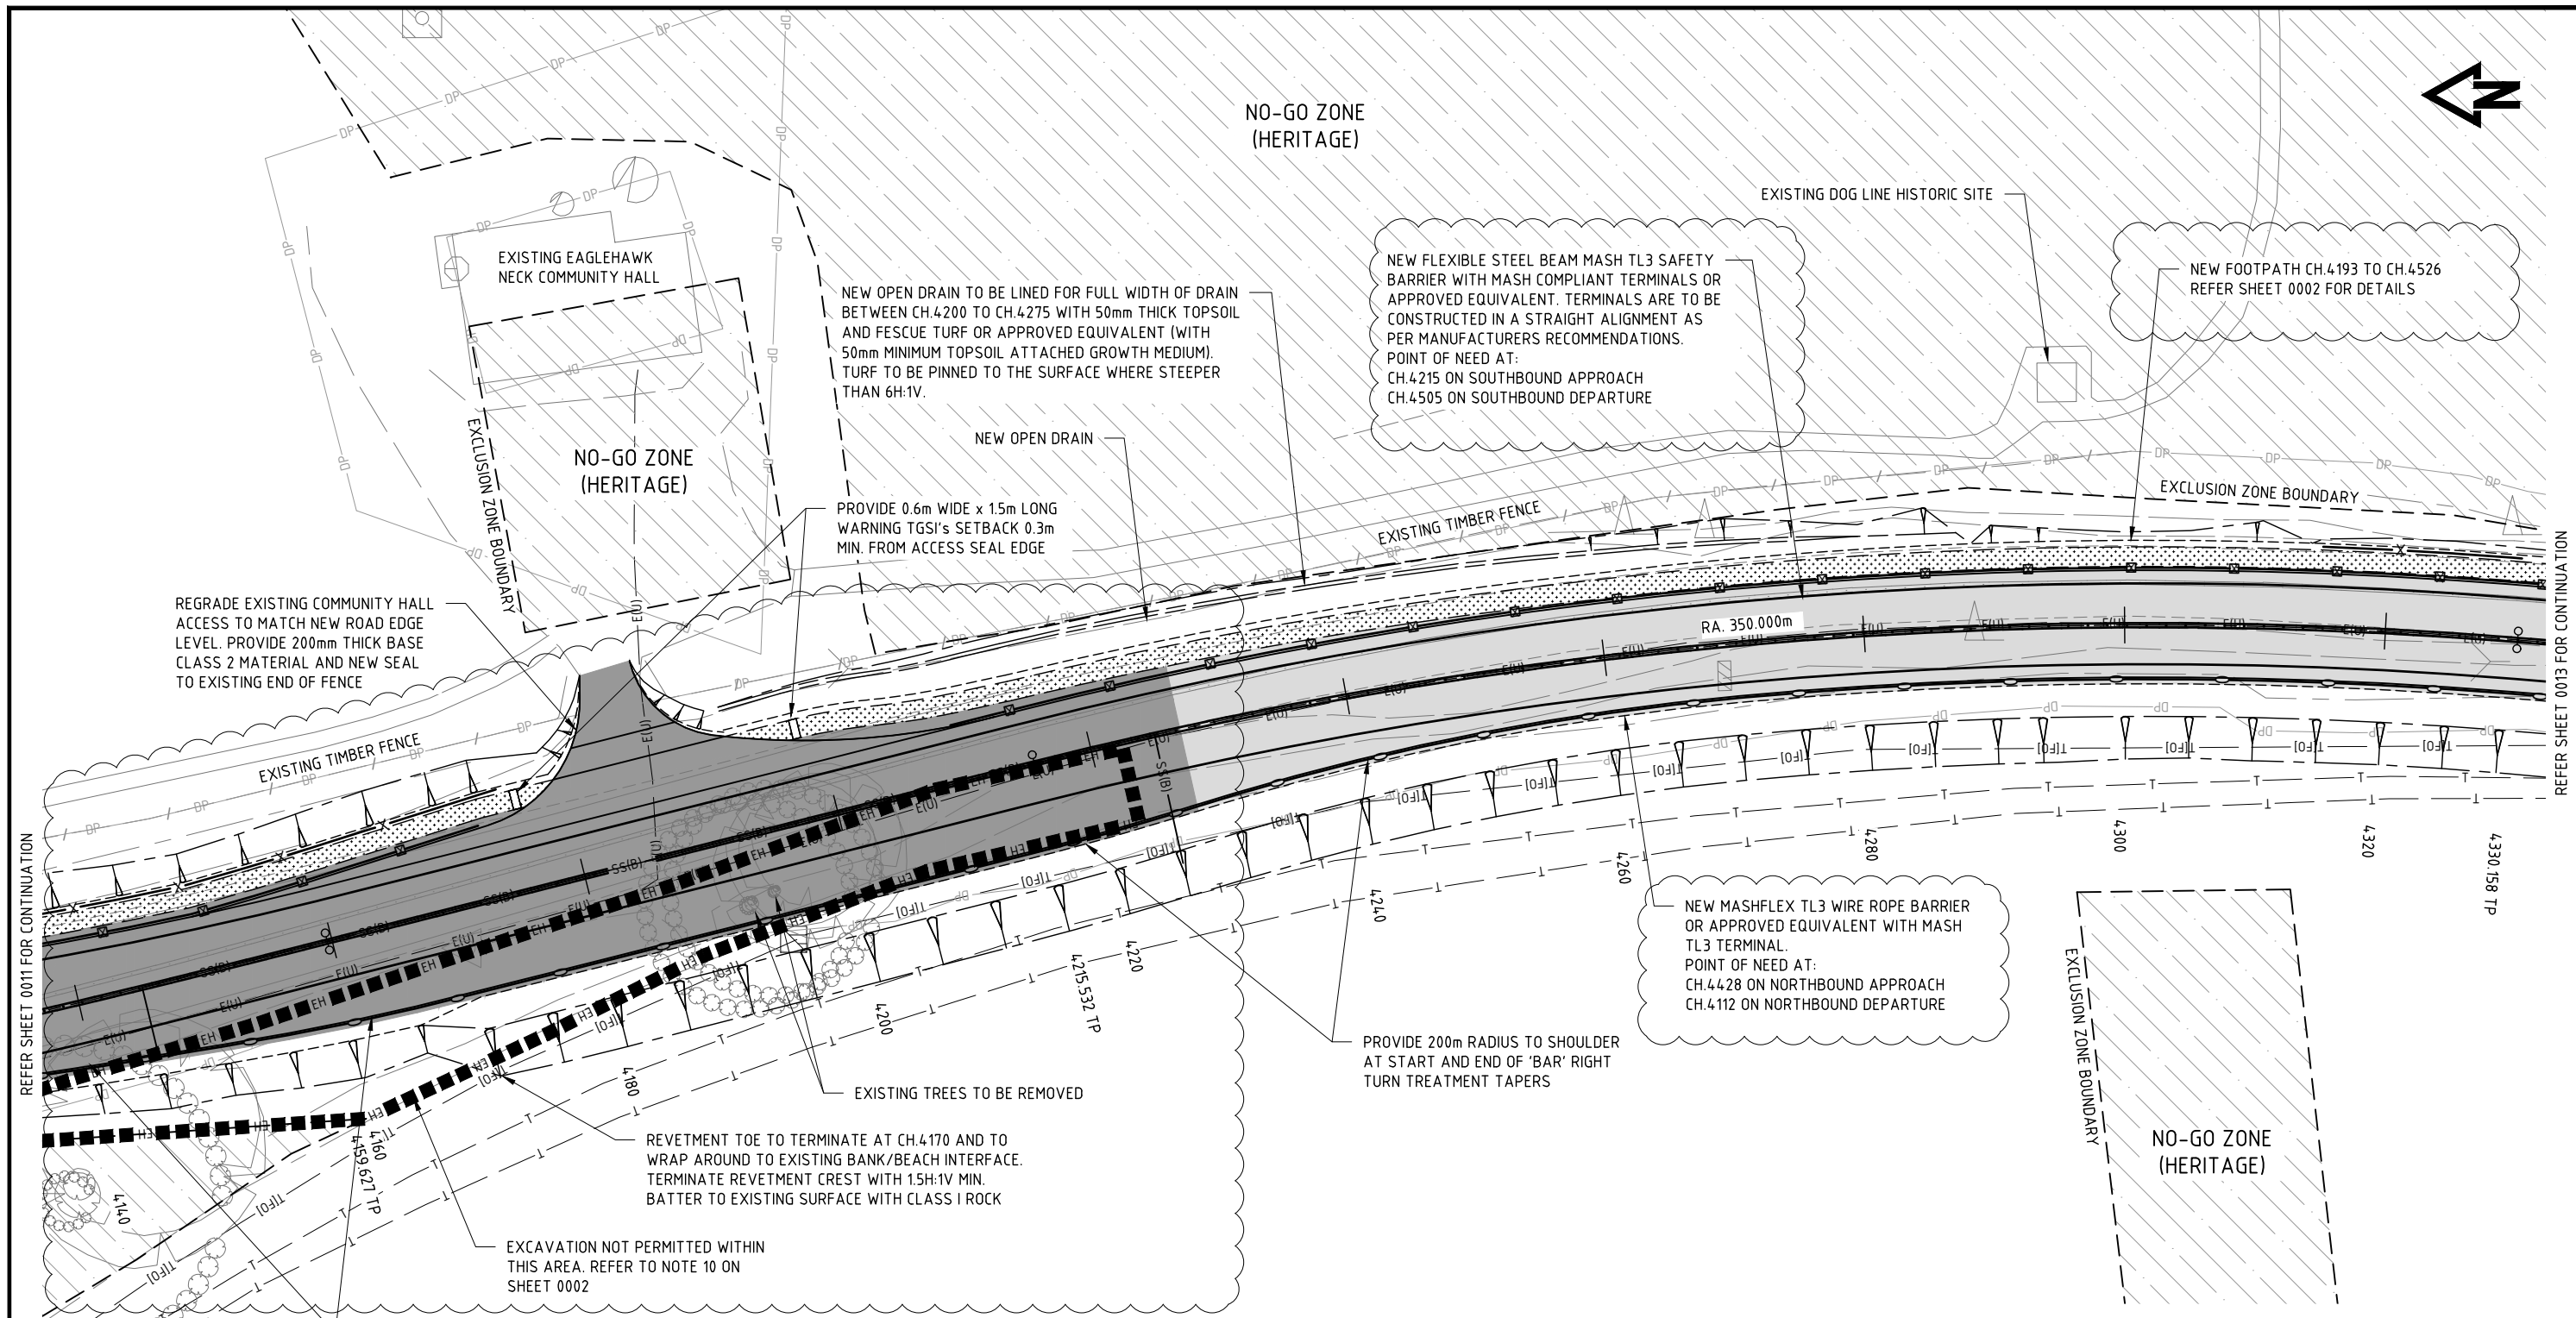 NO-GO ZONE
(HERITAGE)
EXISTING DOG LINE HISTORIC SITE
EXISTING EAGLEHAWK
NECK COMMUNITY HALL
NEW OPEN DRAIN TO BE LINED FOR FULL WIDTH OF DRAIN
BETWEEN CH.4200 TO CH.4275 WITH 50mm THICK TOPSOIL
AND FESCUE TURF OR APPROVED EQUIVALENT (WITH
50mm MINIMUM TOPSOIL ATTACHED GROWTH MEDIUM).
TURF TO BE PINNED TO THE SURFACE WHERE STEEPER
THAN 6H:1V.
NEW FLEXIBLE STEEL BEAM MASH TL3 SAFETY
BARRIER WITH MASH COMPLIANT TERMINALS OR
APPROVED EQUIVALENT. TERMINALS ARE TO BE
CONSTRUCTED IN A STRAIGHT ALIGNMENT AS
PER MANUFACTURERS RECOMMENDATIONS.
POINT OF NEED AT:
CH.4215 ON SOUTHBOUND APPROACH
CH.4505 ON SOUTHBOUND DEPARTURE
NEW FOOTPATH CH.4193 TO CH.4526
REFER SHEET 0002 FOR DETAILS
NEW OPEN DRAIN
NO-GO ZONE
(HERITAGE)
EXCLUSION ZONE BOUNDARY
EXCLUSION ZONE BOUNDARY
PROVIDE 0.6m WIDE x 1.5m LONG
WARNING TGSI's SETBACK 0.3m
MIN. FROM ACCESS SEAL EDGE
EXISTING TIMBER FENCE
REGRADE EXISTING COMMUNITY HALL
ACCESS TO MATCH NEW ROAD EDGE
LEVEL. PROVIDE 200mm THICK BASE
CLASS 2 MATERIAL AND NEW SEAL
TO EXISTING END OF FENCE
RA. 350.000m
EXISTING TIMBER FENCE
REFER SHEET 0011 FOR CONTINUATION
REFER SHEET 0013 FOR CONTINUATION
4140
4159.627 TP
4160
4180
4200
4215.532 TP
4220
4240
4260
4280
4300
4320
4330.158 TP
NEW MASHFLEX TL3 WIRE ROPE BARRIER
OR APPROVED EQUIVALENT WITH MASH
TL3 TERMINAL.
POINT OF NEED AT:
CH.4428 ON NORTHBOUND APPROACH
CH.4112 ON NORTHBOUND DEPARTURE
PROVIDE 200m RADIUS TO SHOULDER
AT START AND END OF 'BAR' RIGHT
TURN TREATMENT TAPERS
EXISTING TREES TO BE REMOVED
REVETMENT TOE TO TERMINATE AT CH.4170 AND TO
WRAP AROUND TO EXISTING BANK/BEACH INTERFACE.
TERMINATE REVETMENT CREST WITH 1.5H:1V MIN.
BATTER TO EXISTING SURFACE WITH CLASS I ROCK
EXCAVATION NOT PERMITTED WITHIN
THIS AREA. REFER TO NOTE 10 ON
SHEET 0002
EXCLUSION ZONE BOUNDARY
NO-GO ZONE
(HERITAGE)